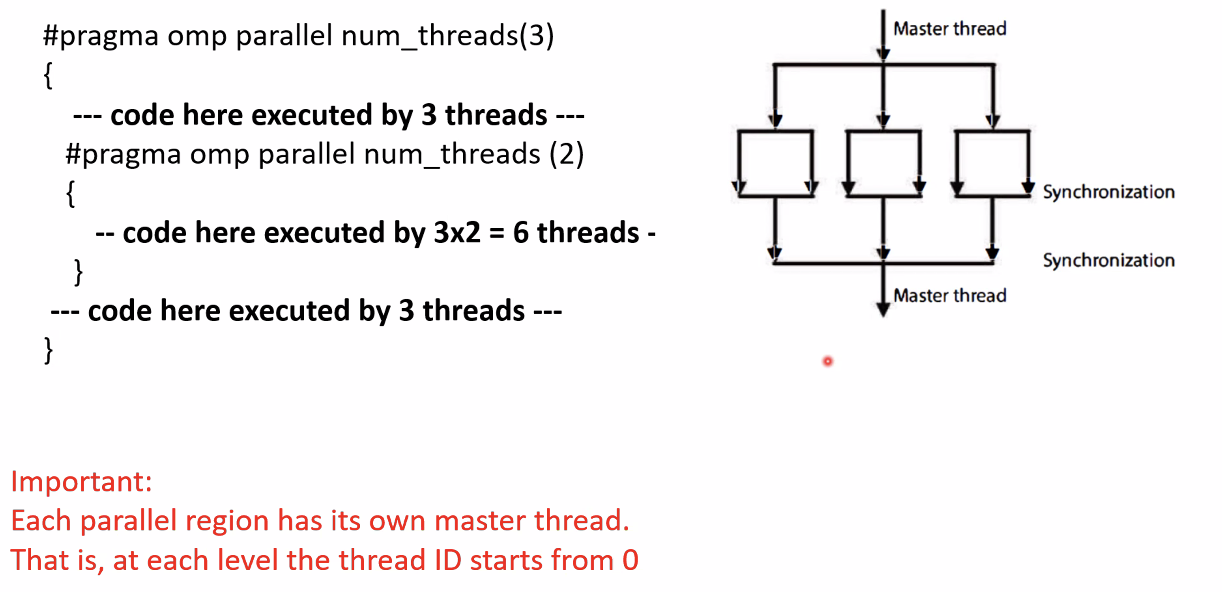 #pragma omp parallel num_threads(3)
{
--- code here executed by 3 threads ---
#pragma omp parallel num_threads (2)
{
-- code here executed by 3x2 = 6 threads -
}
--- code here executed by 3 threads ---
}
Master thread
Synchronization
Synchronization
Master thread
Important:
Each parallel region has its own master thread.
That is, at each level the thread ID starts from 0